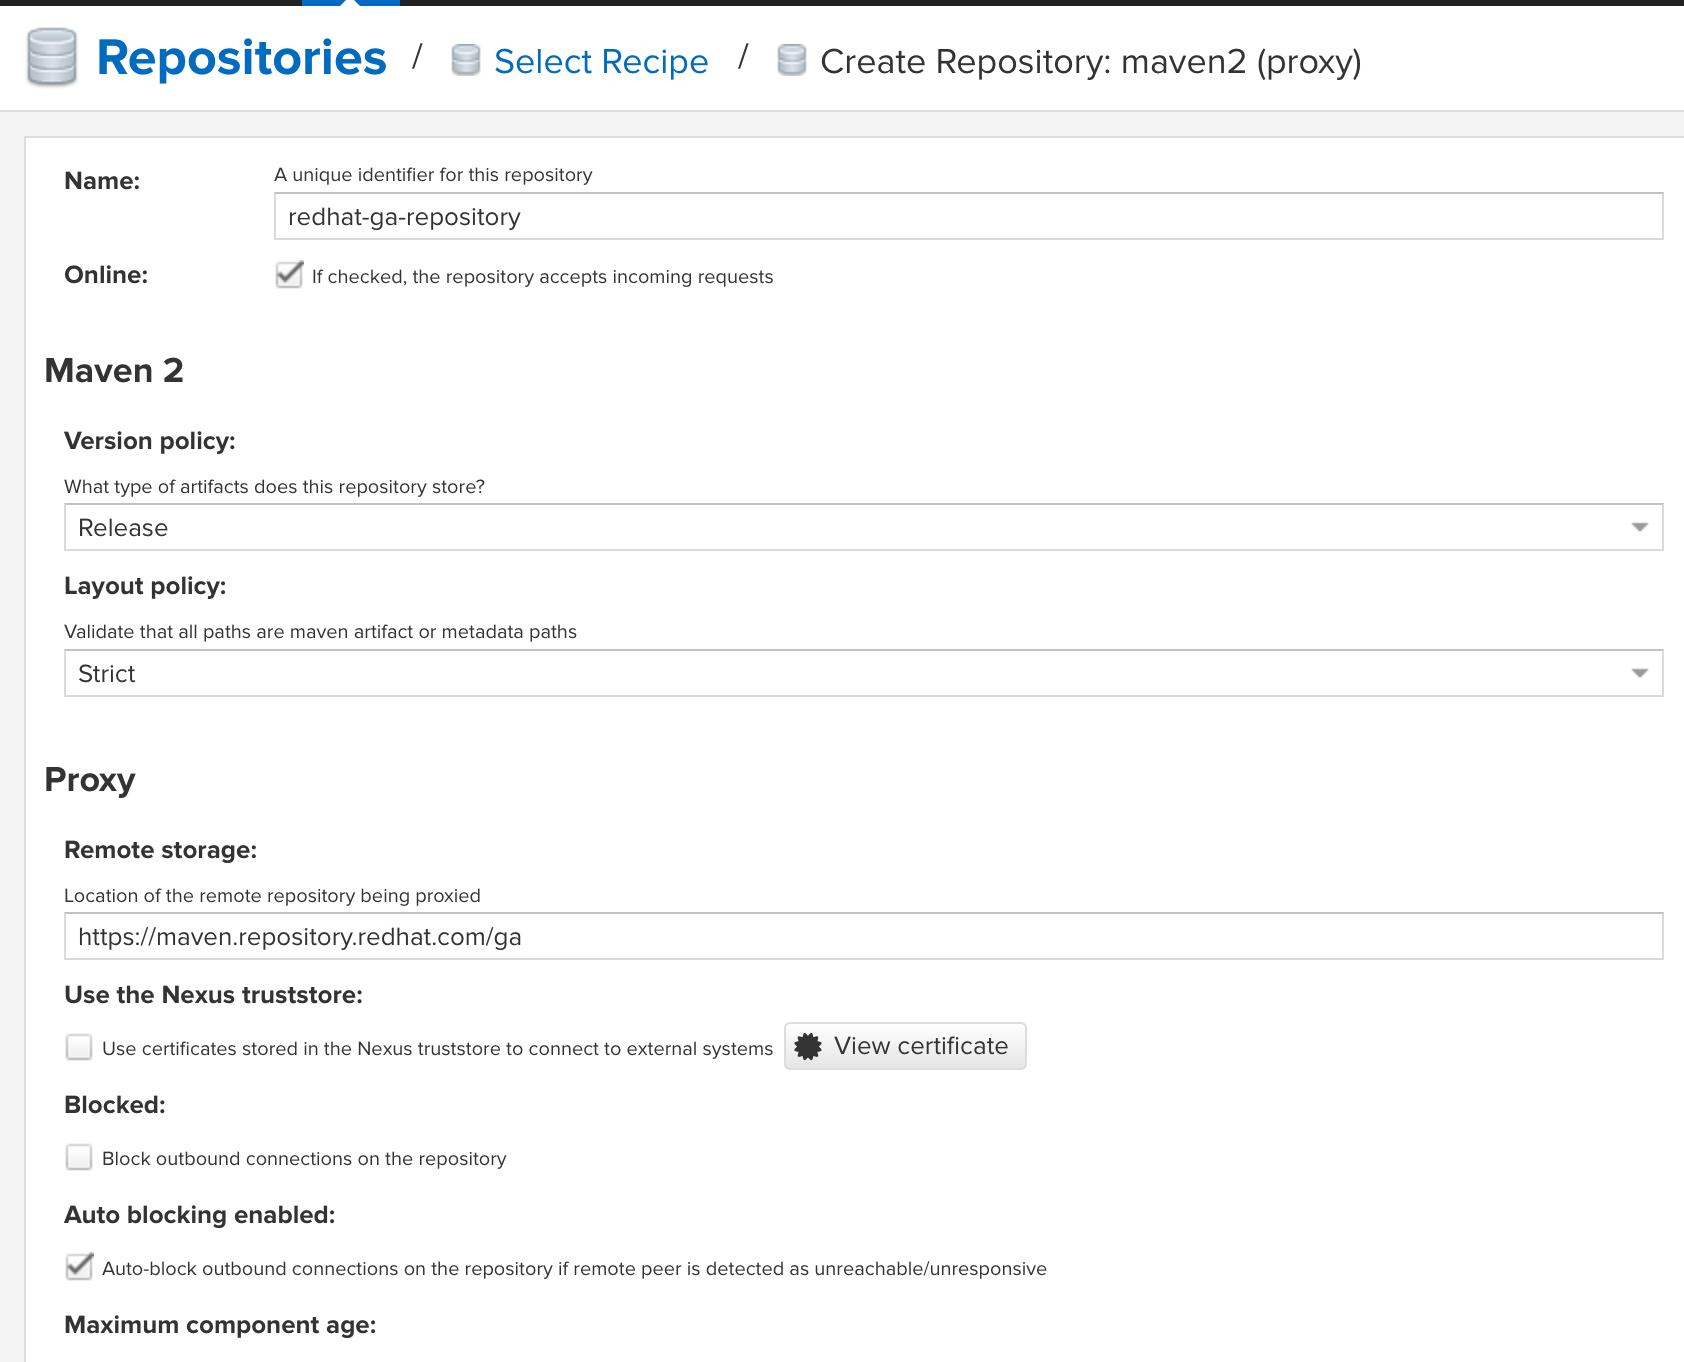 Repositories / Select Recipe / Create Repository: maven2 (proxy)
Name:
A unique identifier for this repository
redhat-ga-repository
Online:
If checked, the repository accepts incoming requests
Maven 2
Version policy:
What type of artifacts does this repository store?
Release
Layout policy:
Validate that all paths are maven artifact or metadata paths
Strict
Proxy
Remote storage:
Location of the remote repository being proxied
https://maven.repository.redhat.com/ga
Use the Nexus truststore:
Use certificates stored in the Nexus truststore to connect to external systems View certificate
Blocked:
Block outbound connections on the repository
Auto blocking enabled:
Auto-block outbound connections on the repository if remote peer is detected as unreachable/unresponsive
Maximum component age: